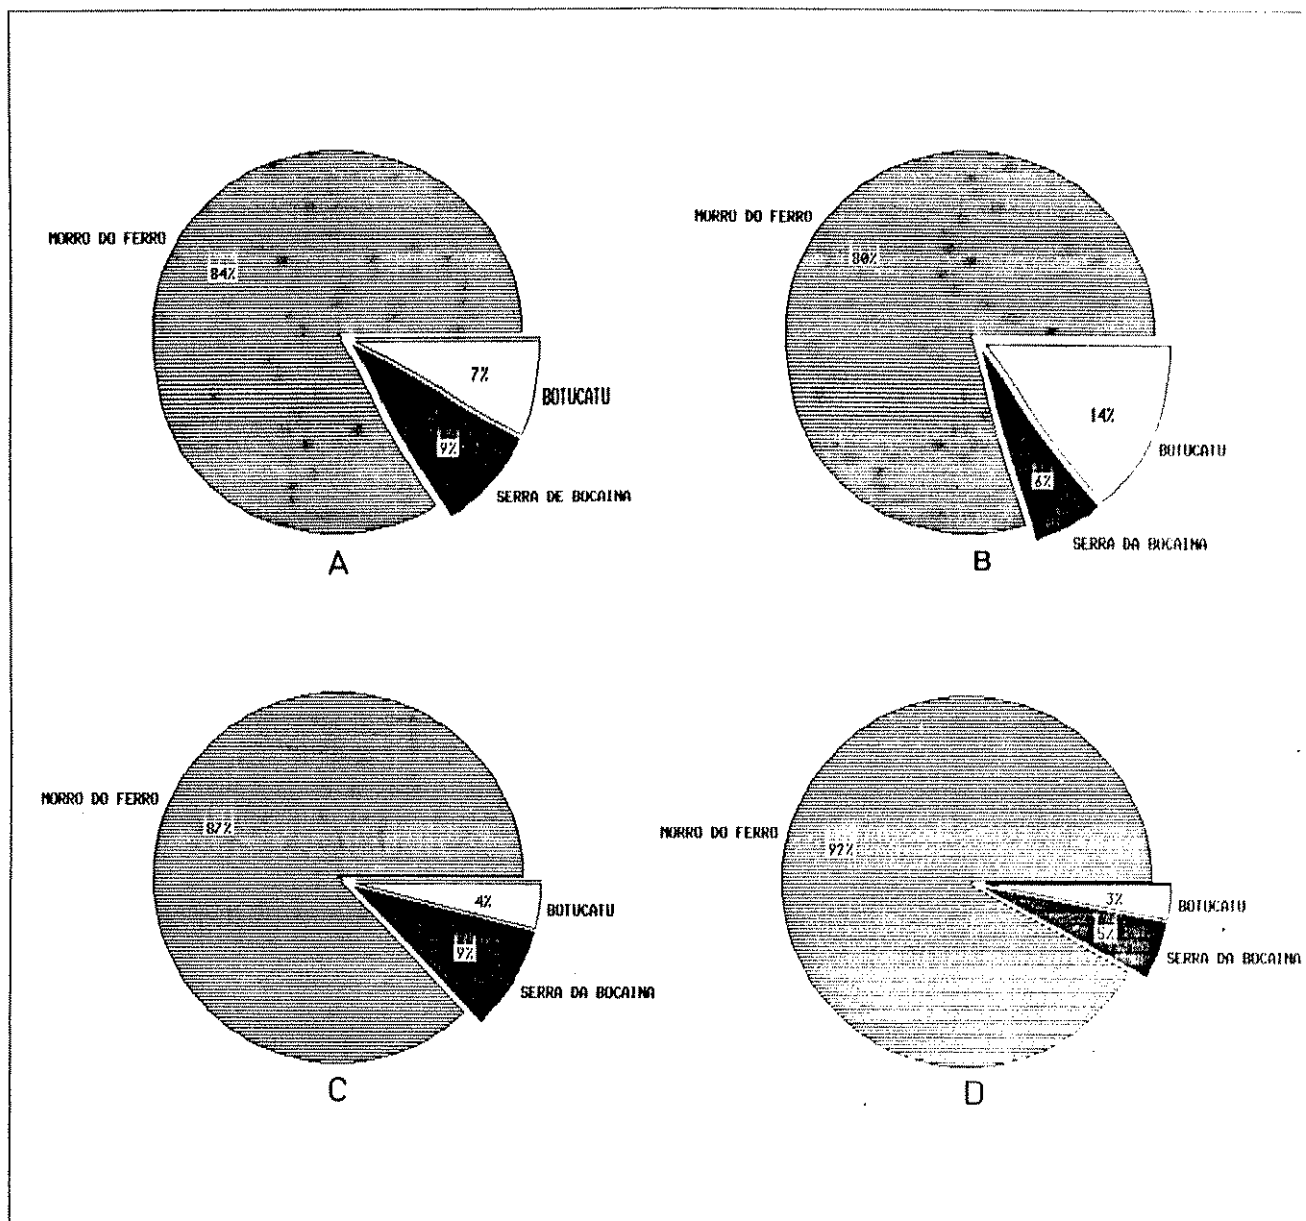 MORRO DO FERRO
84%
7%
BOTUCATU
9%
SERRA DE BOCAINA
A
MORRO DO FERRO
80%
14%
BOTUCATU
6%
SERRA DA BOCAINA
B
MORRO DO FERRO
87%
4%
BOTUCATU
9%
SERRA DA BOCAINA
C
MORRO DO FERRO
92%
3%
BOTUCATU
5%
SERRA DA BOCAINA
D